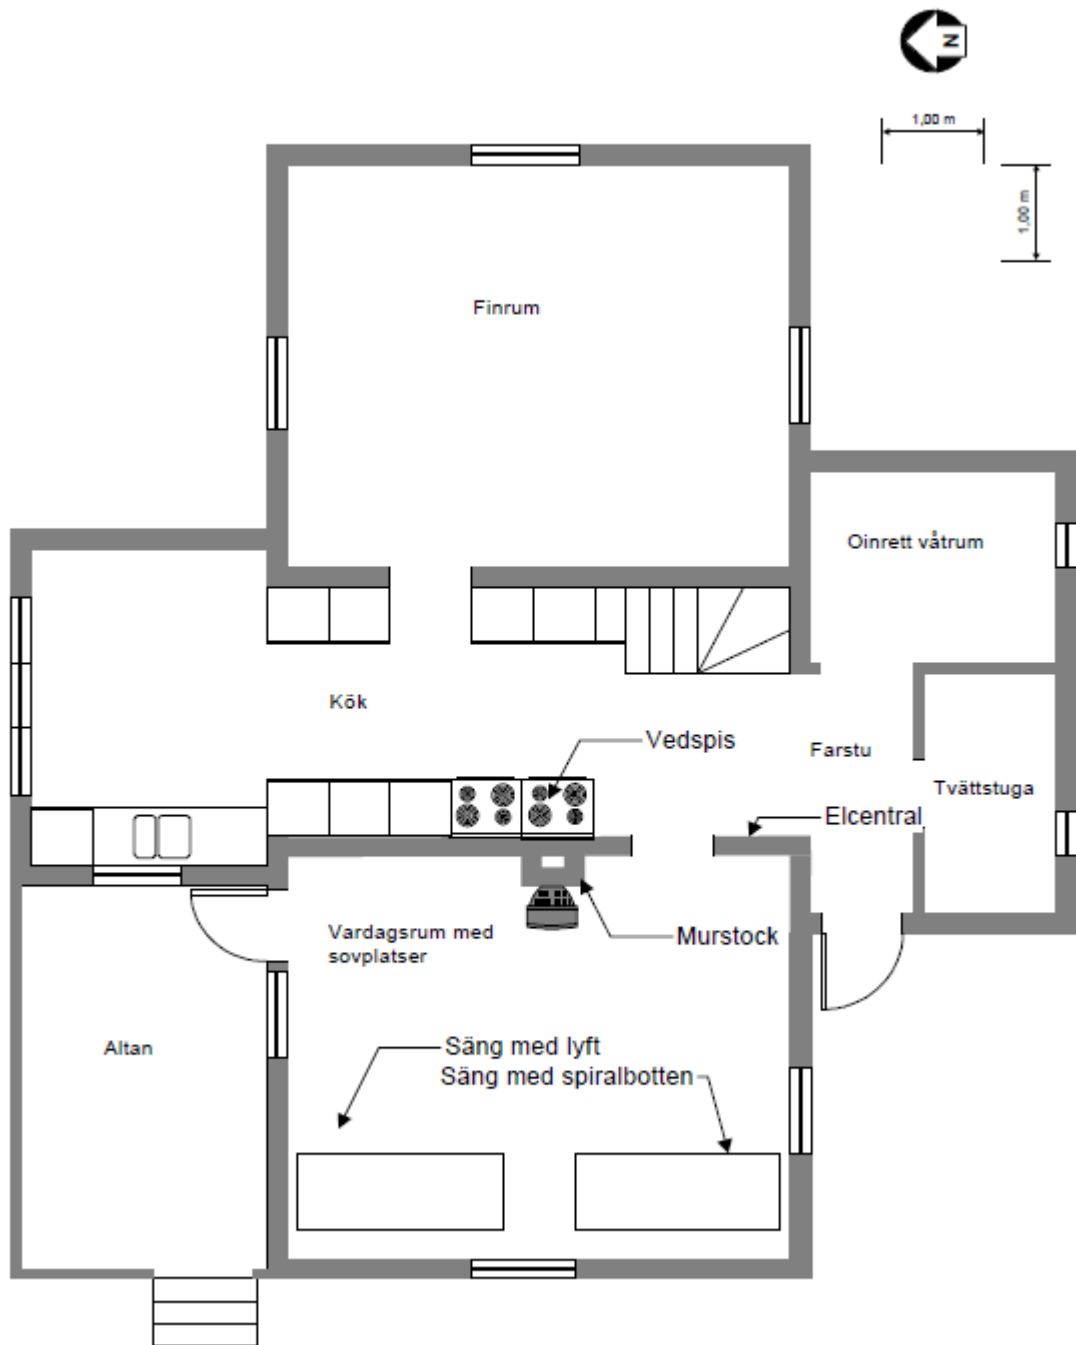 N
1,00 m
1,00 m
Finrum
Oinrett våtrum
Kök
Vedspis
Farstu
Tvättstuga
Elcentral
Vardagsrum med
sovplatser
Murstock
Altan
Säng med lyft
Säng med spiralbotten